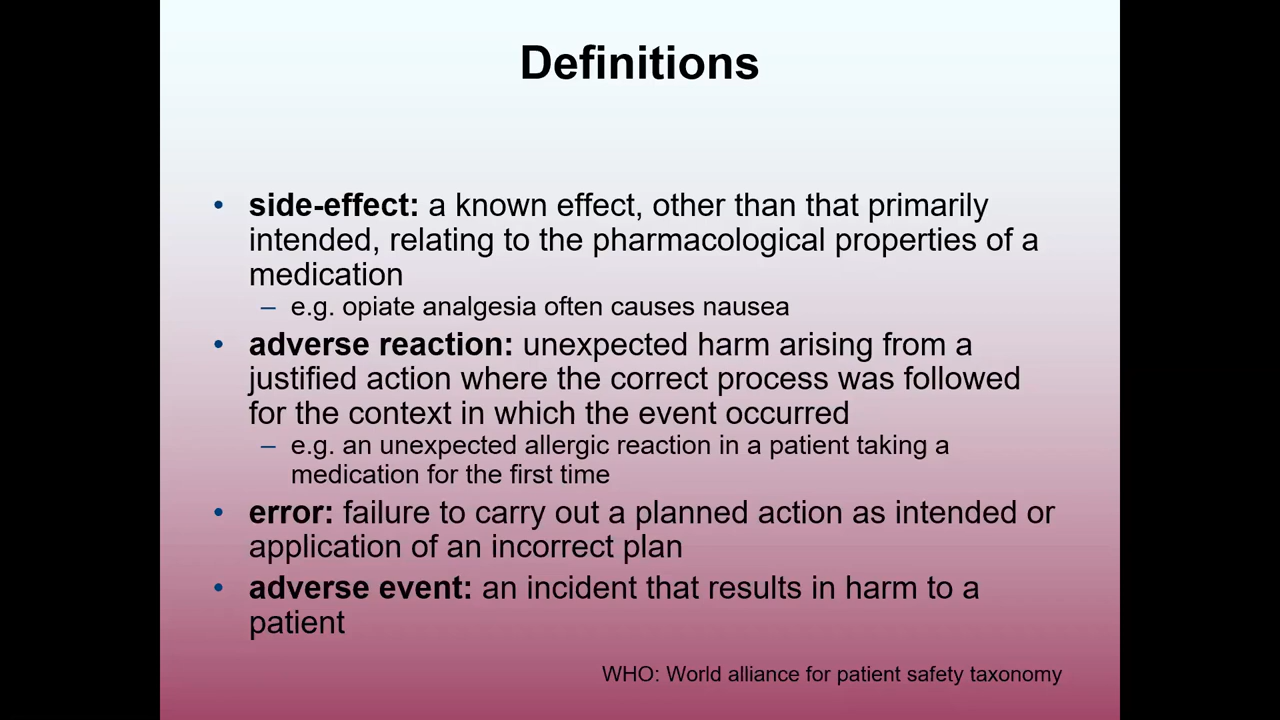 Definitions
• side-effect: a known effect, other than that primarily
intended, relating to the pharmacological properties of a
medication
– e.g. opiate analgesia often causes nausea
• adverse reaction: unexpected harm arising from a
justified action where the correct process was followed
for the context in which the event occurred
– e.g. an unexpected allergic reaction in a patient taking a
medication for the first time
• error: failure to carry out a planned action as intended or
application of an incorrect plan
• adverse event: an incident that results in harm to a
patient
WHO: World alliance for patient safety taxonomy